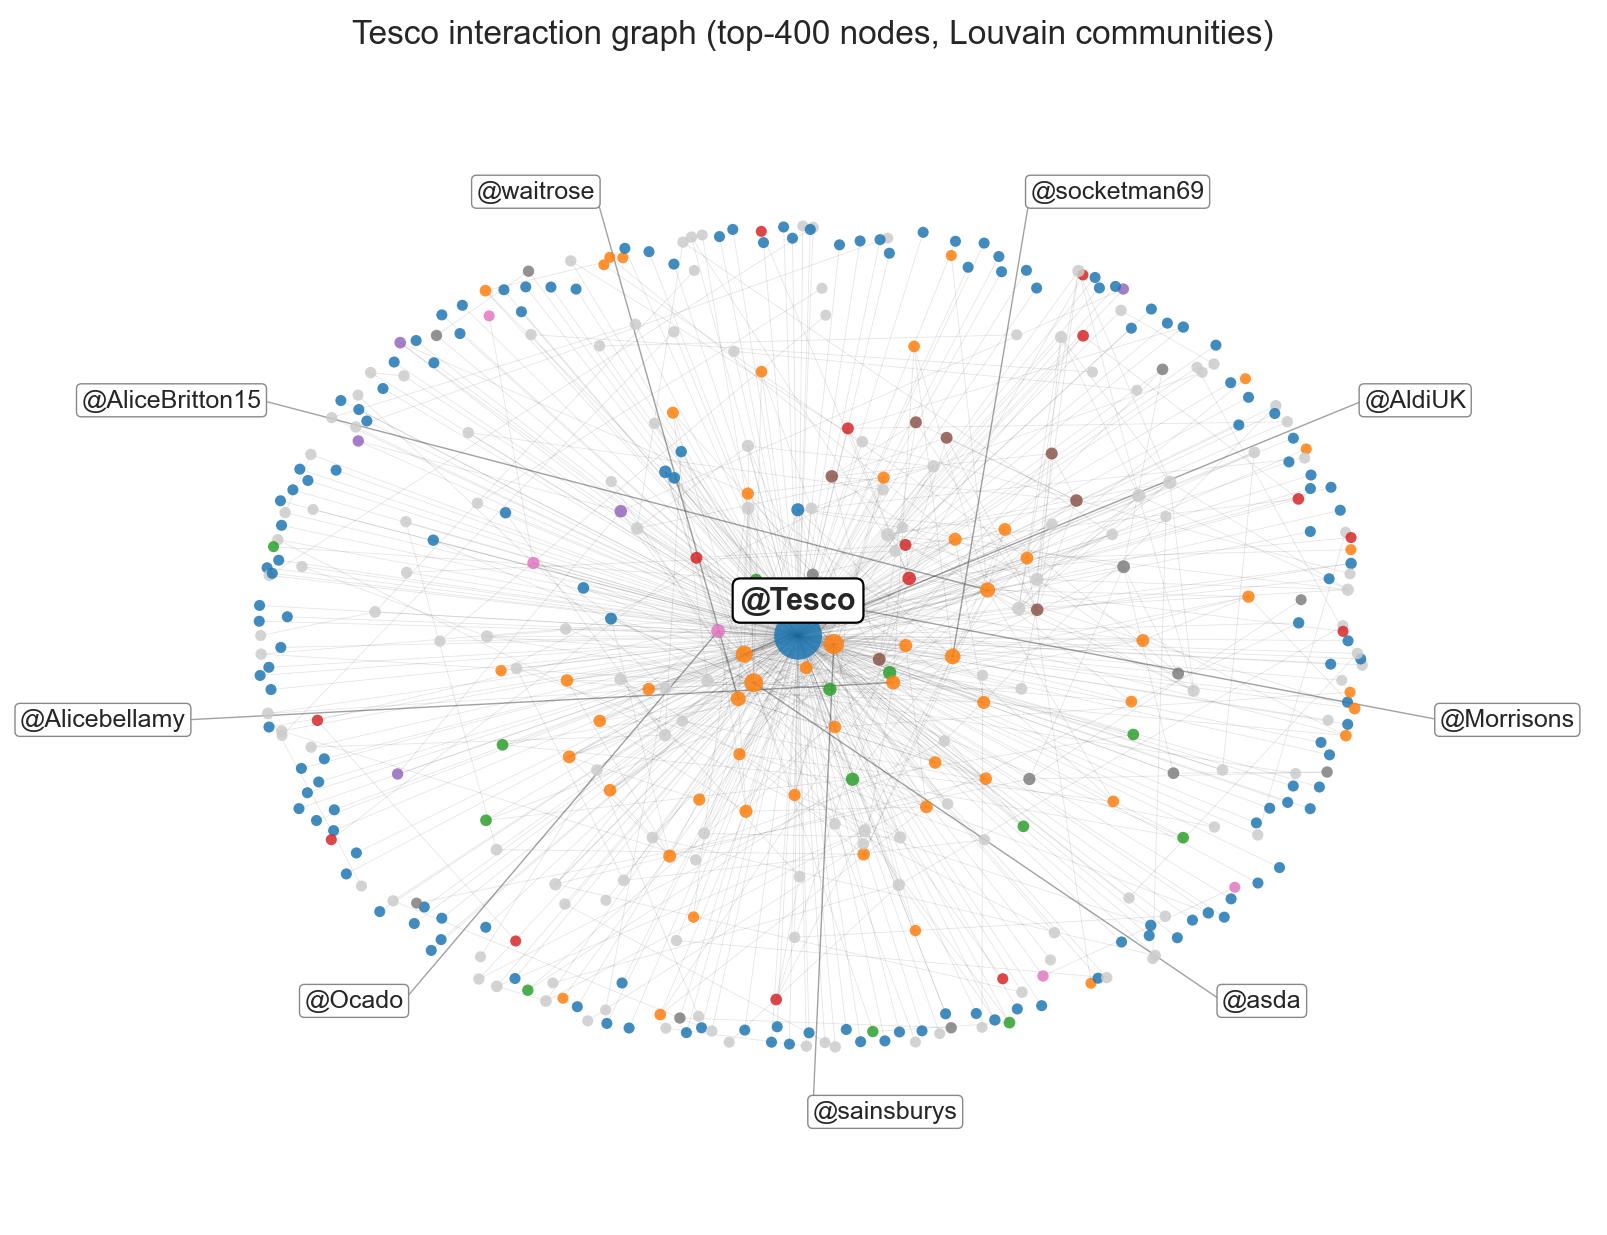 Tesco interaction graph (top-400 nodes, Louvain communities)
@waitrose
@socketman69
@AliceBritton15
@AldiUK
@Tesco
@Alicebellamy
@Morrisons
@Ocado
@asda
@sainsburys